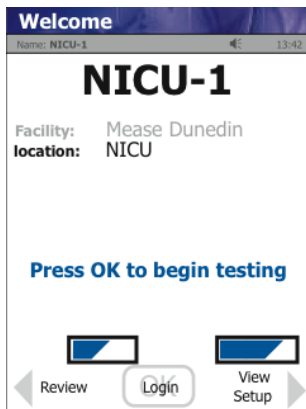 Welcome
Name: NICU-1 13:42
NICU-1
Facility: Mease Dunedin
location: NICU
Press OK to begin testing
Review OK Login View
Setup